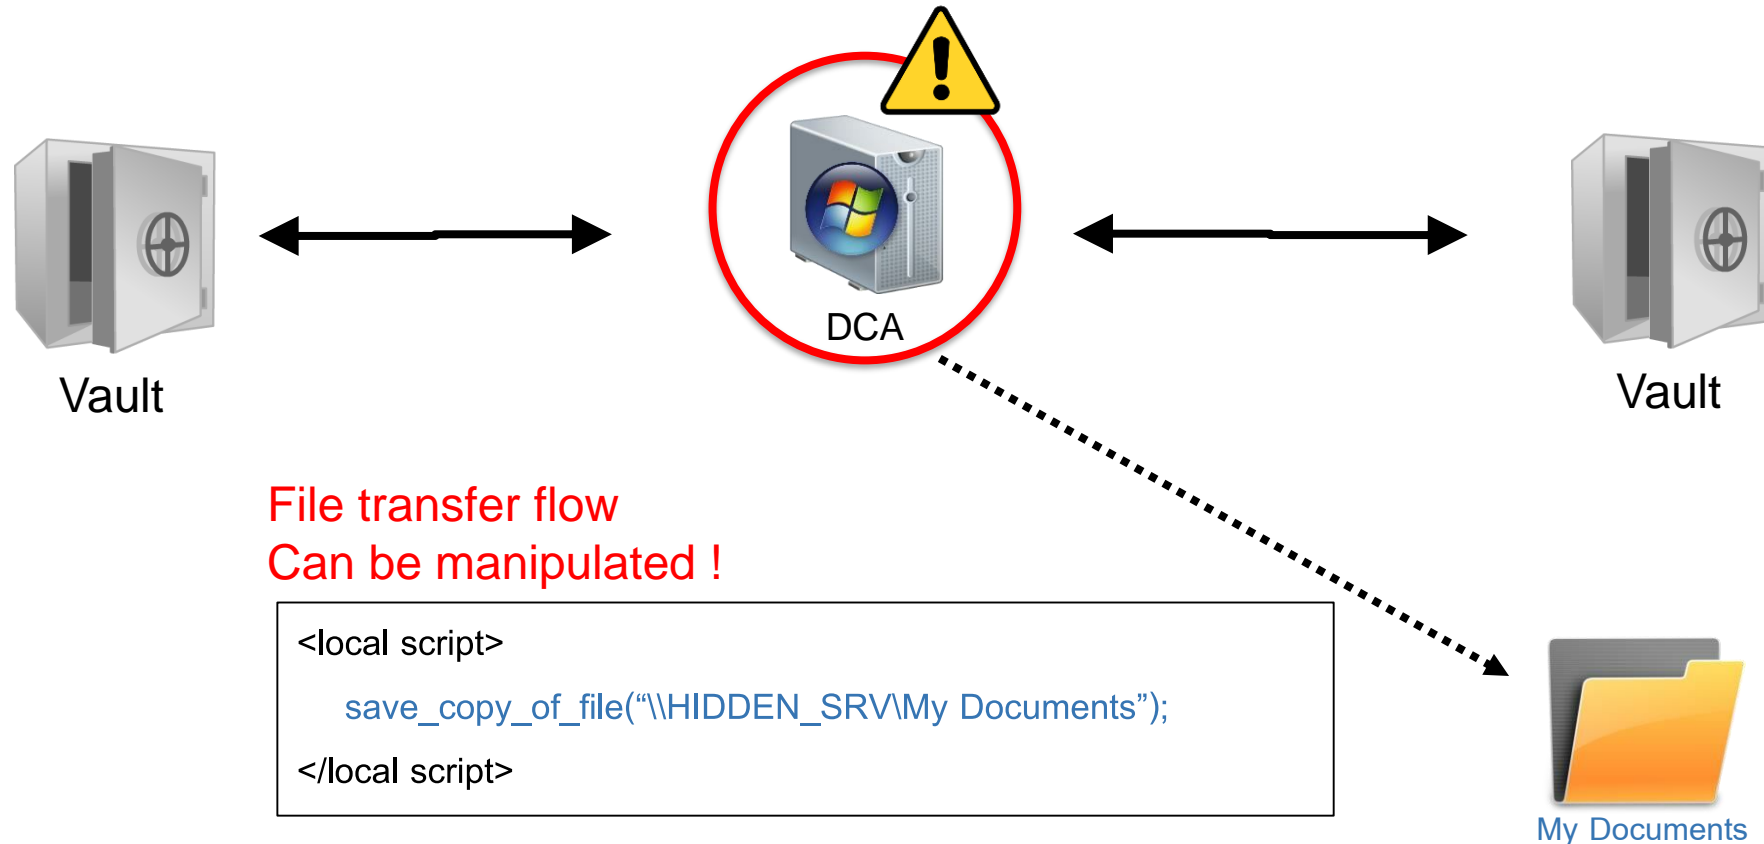 DCA
Vault
Vault
File transfer flow
Can be manipulated !
<local script>
save_copy_of_file(“\\HIDDEN_SRV\My Documents”);
</local script>
My Documents